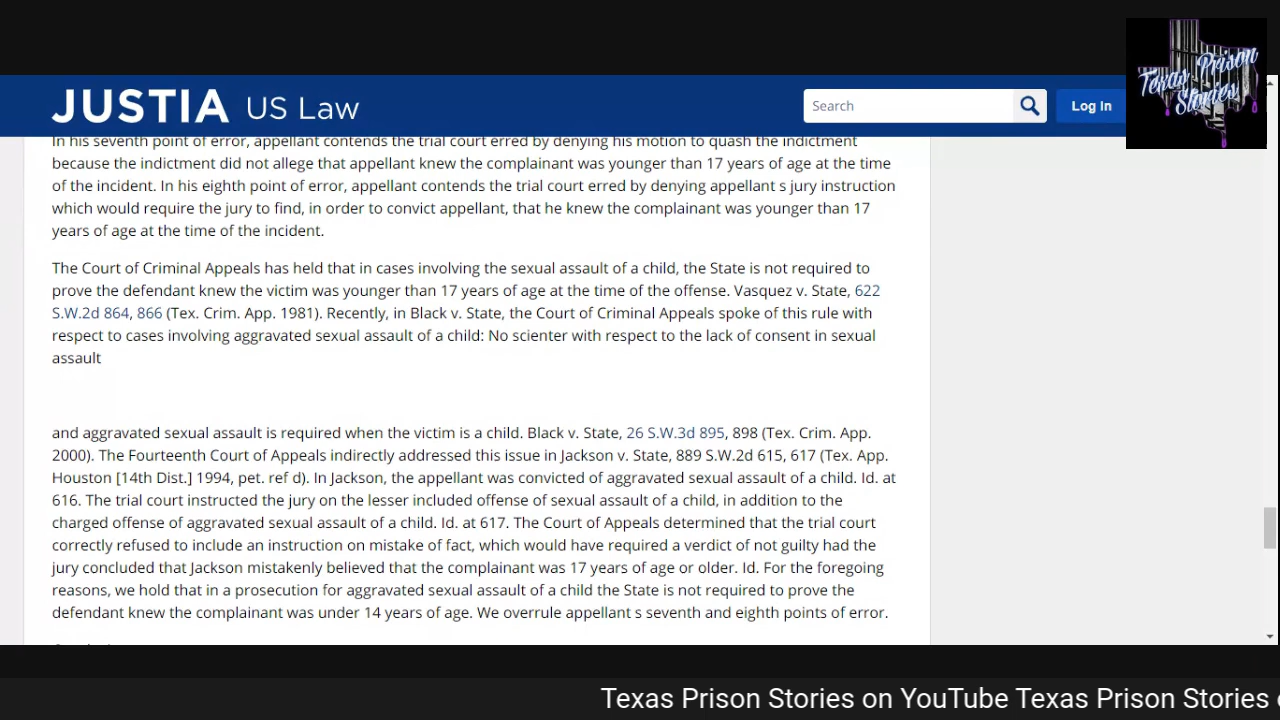 Texas Prison
Stories
JUSTIA US Law
Search
Log In
In his seventh point of error, appellant contends the trial court erred by denying his motion to quash the indictment
because the indictment did not allege that appellant knew the complainant was younger than 17 years of age at the time
of the incident. In his eighth point of error, appellant contends the trial court erred by denying appellant s jury instruction
which would require the jury to find, in order to convict appellant, that he knew the complainant was younger than 17
years of age at the time of the incident.
The Court of Criminal Appeals has held that in cases involving the sexual assault of a child, the State is not required to
prove the defendant knew the victim was younger than 17 years of age at the time of the offense. Vasquez v. State, 622
S.W.2d 864, 866 (Tex. Crim. App. 1981). Recently, in Black v. State, the Court of Criminal Appeals spoke of this rule with
respect to cases involving aggravated sexual assault of a child: No scienter with respect to the lack of consent in sexual
assault
and aggravated sexual assault is required when the victim is a child. Black v. State, 26 S.W.3d 895, 898 (Tex. Crim. App.
2000). The Fourteenth Court of Appeals indirectly addressed this issue in Jackson v. State, 889 S.W.2d 615, 617 (Tex. App.
Houston [14th Dist.] 1994, pet. ref d). In Jackson, the appellant was convicted of aggravated sexual assault of a child. Id. at
616. The trial court instructed the jury on the lesser included offense of sexual assault of a child, in addition to the
charged offense of aggravated sexual assault of a child. Id. at 617. The Court of Appeals determined that the trial court
correctly refused to include an instruction on mistake of fact, which would have required a verdict of not guilty had the
jury concluded that Jackson mistakenly believed that the complainant was 17 years of age or older. Id. For the foregoing
reasons, we hold that in a prosecution for aggravated sexual assault of a child the State is not required to prove the
defendant knew the complainant was under 14 years of age. We overrule appellant s seventh and eighth points of error.
Texas Prison Stories on YouTube Texas Prison Stories